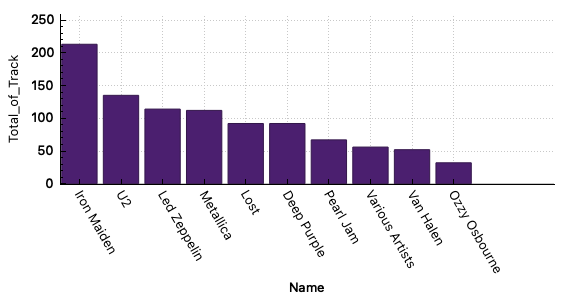 250
200
150
100
50
0
Total_of_Track
Iron Maiden
U2
Led Zeppelin
Metallica
Lost
Deep Purple
Pearl Jam
Various Artists
Van Halen
Ozzy Osbourne
Name